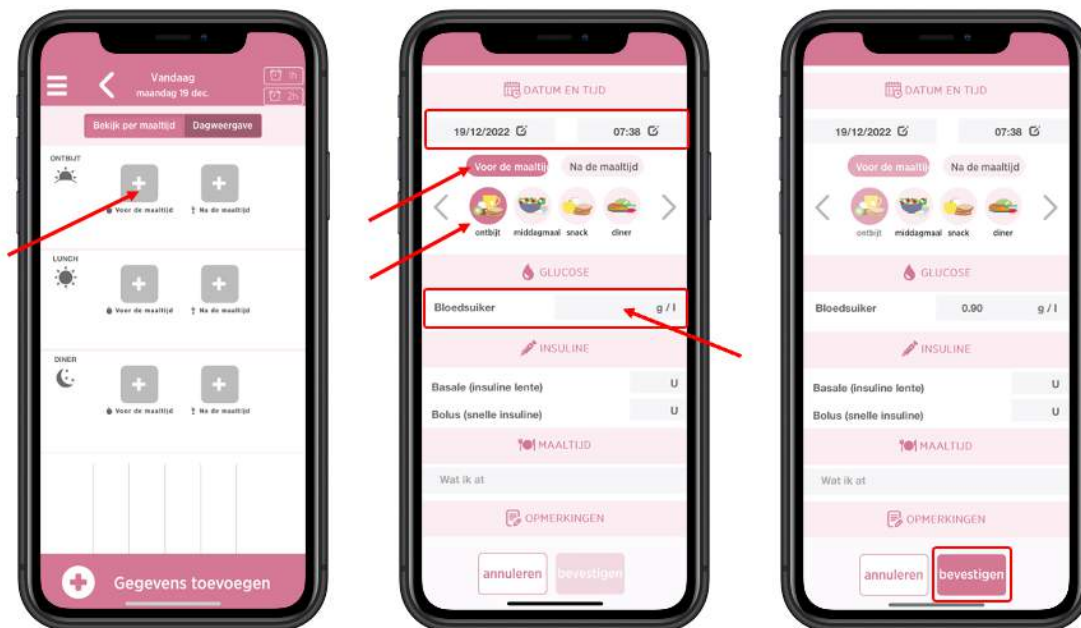 Vandaag
maandag 19 dec.
1h
2h
Bekijk per maaltijd Dagweergave
ONTBIJT
Voor de maaltijd Na de maaltijd
LUNCH
Voor de maaltijd Na de maaltijd
DINER
Voor de maaltijd Na de maaltijd
Gegevens toevoegen
DATUM EN TIJD
19/12/2022 07:38
Voor de maaltij Na de maaltijd
ontbijt middagmaal snack diner
GLUCOSE
Bloedsuiker g / l
INSULINE
Basale (insuline lente) U
Bolus (snelle insuline) U
MAALTIJD
Wat ik at
OPMERKINGEN
annuleren bevestigen
DATUM EN TIJD
19/12/2022 07:38
Voor de maaltij Na de maaltijd
ontbijt middagmaal snack diner
GLUCOSE
Bloedsuiker 0.90 g / l
INSULINE
Basale (insuline lente) U
Bolus (snelle insuline) U
MAALTIJD
Wat ik at
OPMERKINGEN
annuleren bevestigen